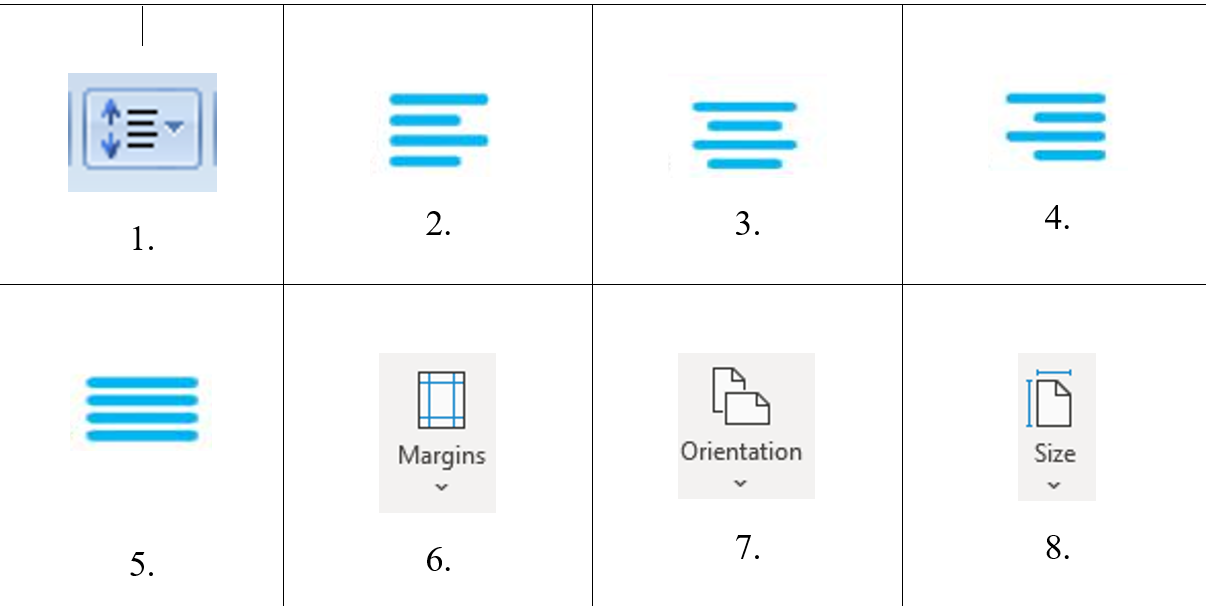 1.
2.
3.
4.
Margins
Orientation
Size
5.
6.
7.
8.